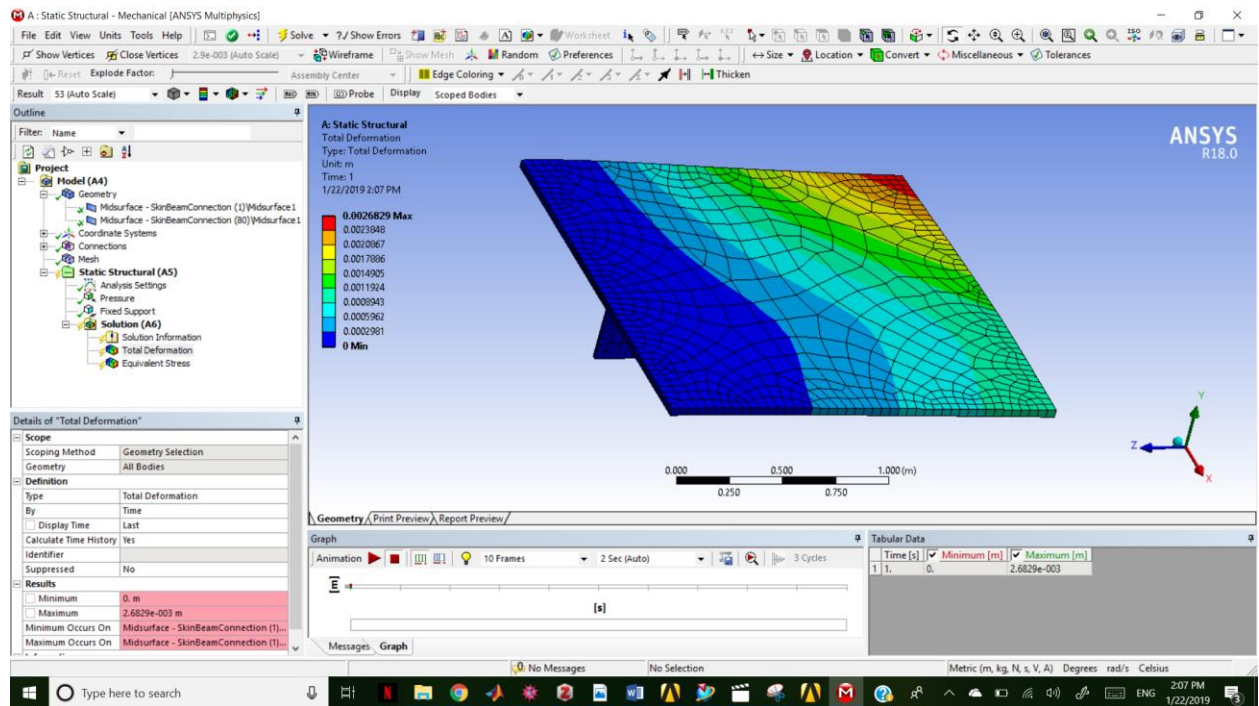 A : Static Structural - Mechanical [ANSYS Multiphysics]
File Edit View Units Tools Help Solve ?/Show Errors Worksheet
Show Vertices Close Vertices 2.9e-003 (Auto Scale) Wireframe Show Mesh Random Preferences Size Location Convert Miscellaneous Tolerances
Reset Explode Factor: Assembly Center Edge Coloring Thicken
Result 53 (Auto Scale) Probe Display Scoped Bodies
Outline
Filter: Name
Project
Model (A4)
Geometry
Midsurface - SkinBeamConnection (1)\Midsurface1
Midsurface - SkinBeamConnection (80)\Midsurface1
Coordinate Systems
Connections
Mesh
Static Structural (A5)
Analysis Settings
Pressure
Fixed Support
Solution (A6)
Solution Information
Total Deformation
Equivalent Stress
Details of "Total Deformation"
Scope
Scoping Method Geometry Selection
Geometry All Bodies
Definition
Type Total Deformation
By Time
Display Time Last
Calculate Time History Yes
Identifier
Suppressed No
Results
Minimum 0. m
Maximum 2.6829e-003 m
Minimum Occurs On Midsurface - SkinBeamConnection (1)...
Maximum Occurs On Midsurface - SkinBeamConnection (1)...
A: Static Structural
Total Deformation
Type: Total Deformation
Unit: m
Time: 1
1/22/2019 2:07 PM
0.0026829 Max
0.0023848
0.0020867
0.0017886
0.0014905
0.0011924
0.0008943
0.0005962
0.0002981
0 Min
ANSYS
R18.0
Y
Z
X
0.000 0.500 1.000 (m)
0.250 0.750
Geometry Print Preview Report Preview
Graph
Animation 10 Frames 2 Sec (Auto) 3 Cycles
[s]
Messages Graph
Tabular Data
Time [s] Minimum [m] Maximum [m]
1 1. 0. 2.6829e-003
0 No Messages No Selection Metric (m, kg, N, s, V, A) Degrees rad/s Celsius
Type here to search
ENG
2:07 PM
1/22/2019
3